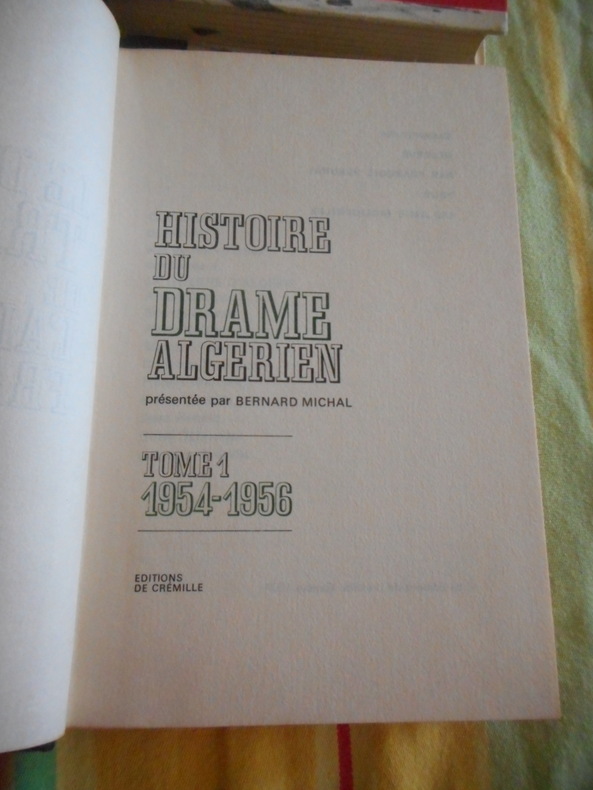 HISTOIRE
DU
DRAME
ALGERIEN
présentée par BERNARD MICHAL
TOME 1
1954-1956
EDITIONS
DE CRÉMILLE